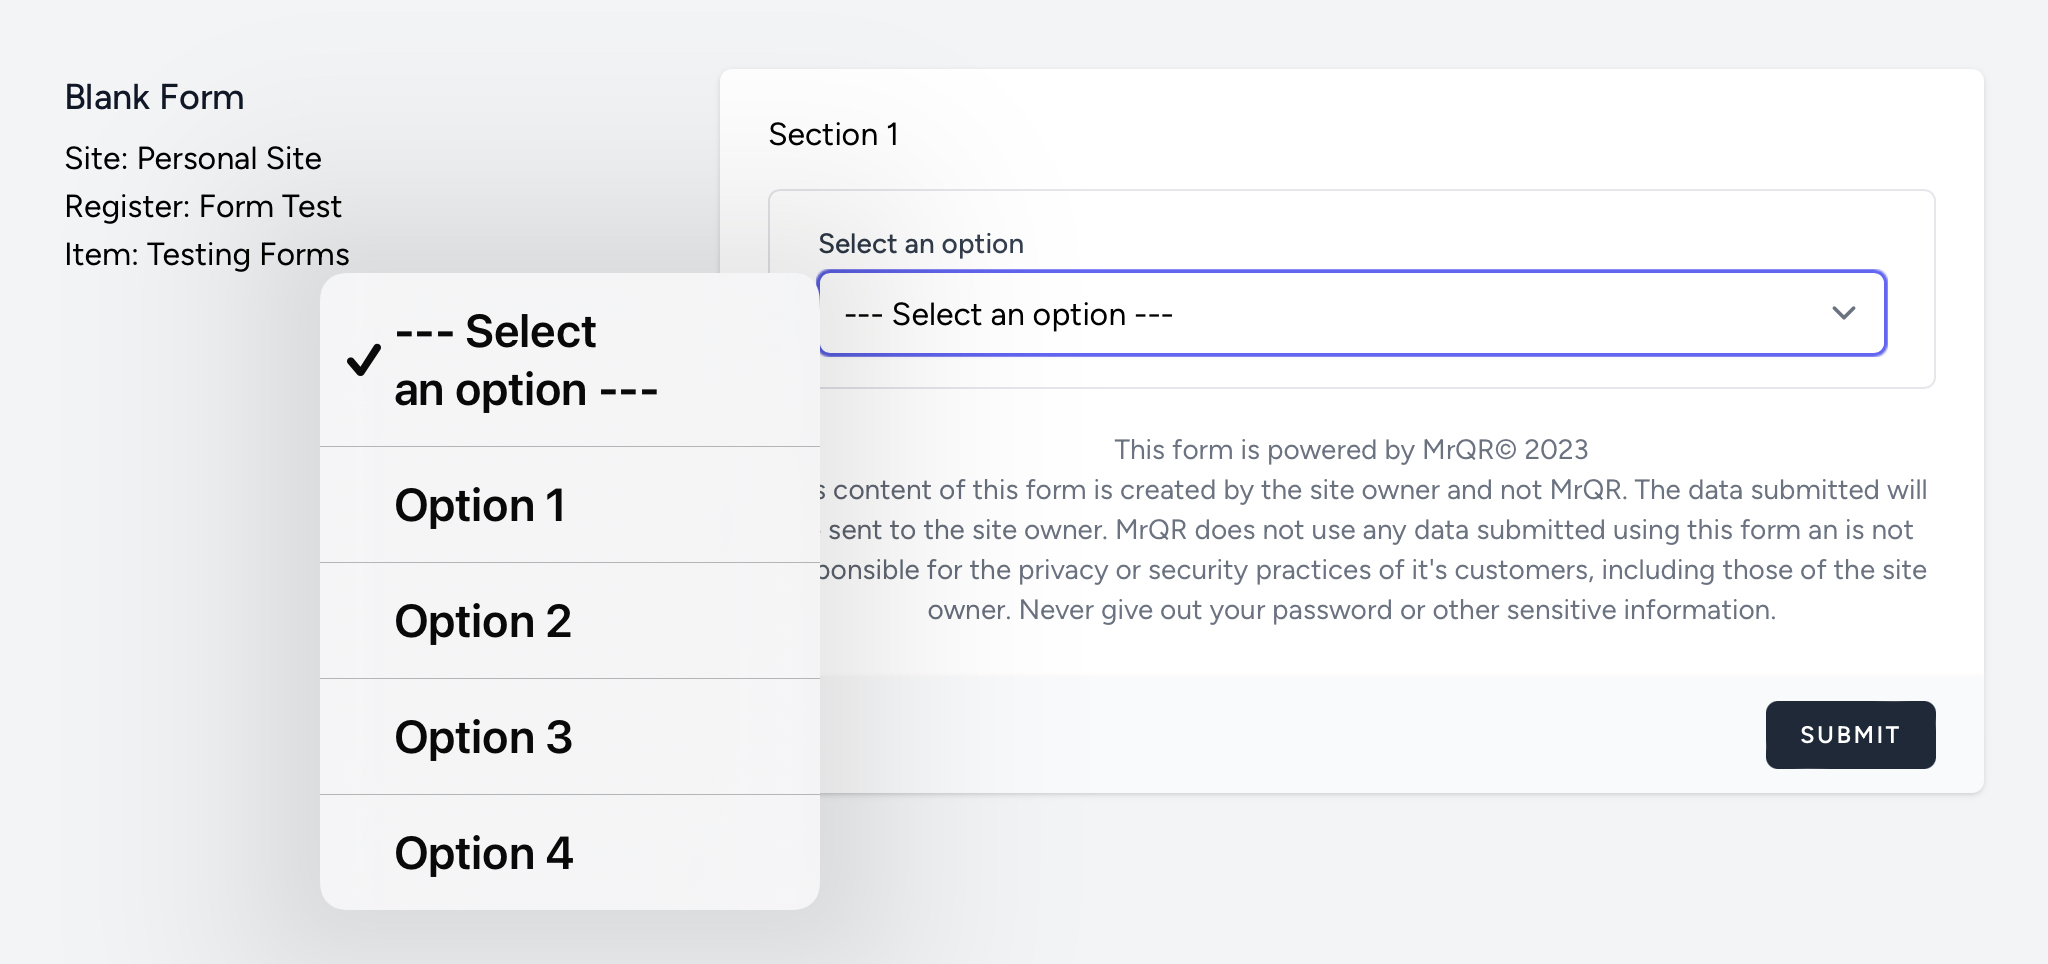 Blank Form
Site: Personal Site
Register: Form Test
Item: Testing Forms
--- Select
an option ---
Option 1
Option 2
Option 3
Option 4
Section 1
Select an option
--- Select an option ---
This form is powered by MrQR© 2023
content of this form is created by the site owner and not MrQR. The data submitted will
sent to the site owner. MrQR does not use any data submitted using this form an is not
for the privacy or security practices of it's customers, including those of the site
owner. Never give out your password or other sensitive information.
SUBMIT